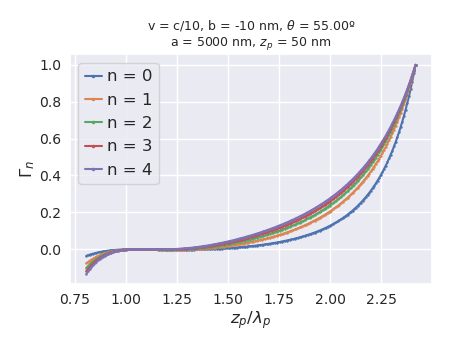 v = c/10, b = -10 nm, θ = 55.00º
a = 5000 nm, z_p = 50 nm
1.0
0.8
0.6
0.4
0.2
0.0
Γ_n
n = 0
n = 1
n = 2
n = 3
n = 4
0.75 1.00 1.25 1.50 1.75 2.00 2.25
z_p/λ_p